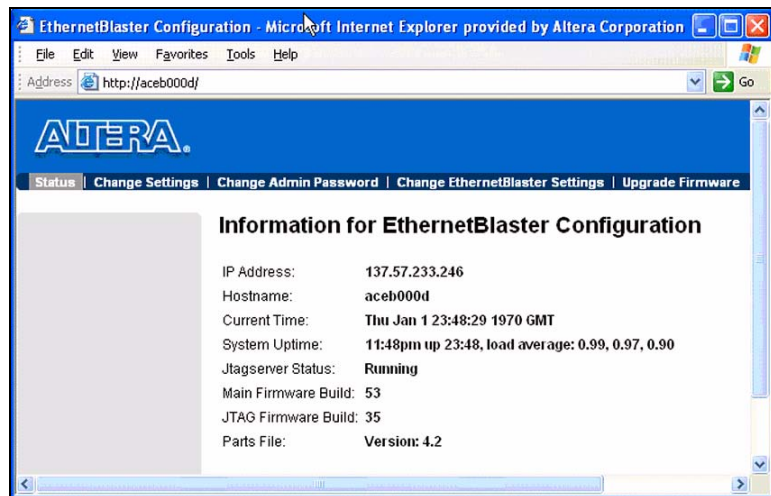 EthernetBlaster Configuration - Microsoft Internet Explorer provided by Altera Corporation
File Edit View Favorites Tools Help
Address http://aceb000d/ Go
ALTERA.
Status | Change Settings | Change Admin Password | Change EthernetBlaster Settings | Upgrade Firmware
Information for EthernetBlaster Configuration
IP Address: 137.57.233.246
Hostname: aceb000d
Current Time: Thu Jan 1 23:48:29 1970 GMT
System Uptime: 11:48pm up 23:48, load average: 0.99, 0.97, 0.90
Jtagserver Status: Running
Main Firmware Build: 53
JTAG Firmware Build: 35
Parts File: Version: 4.2